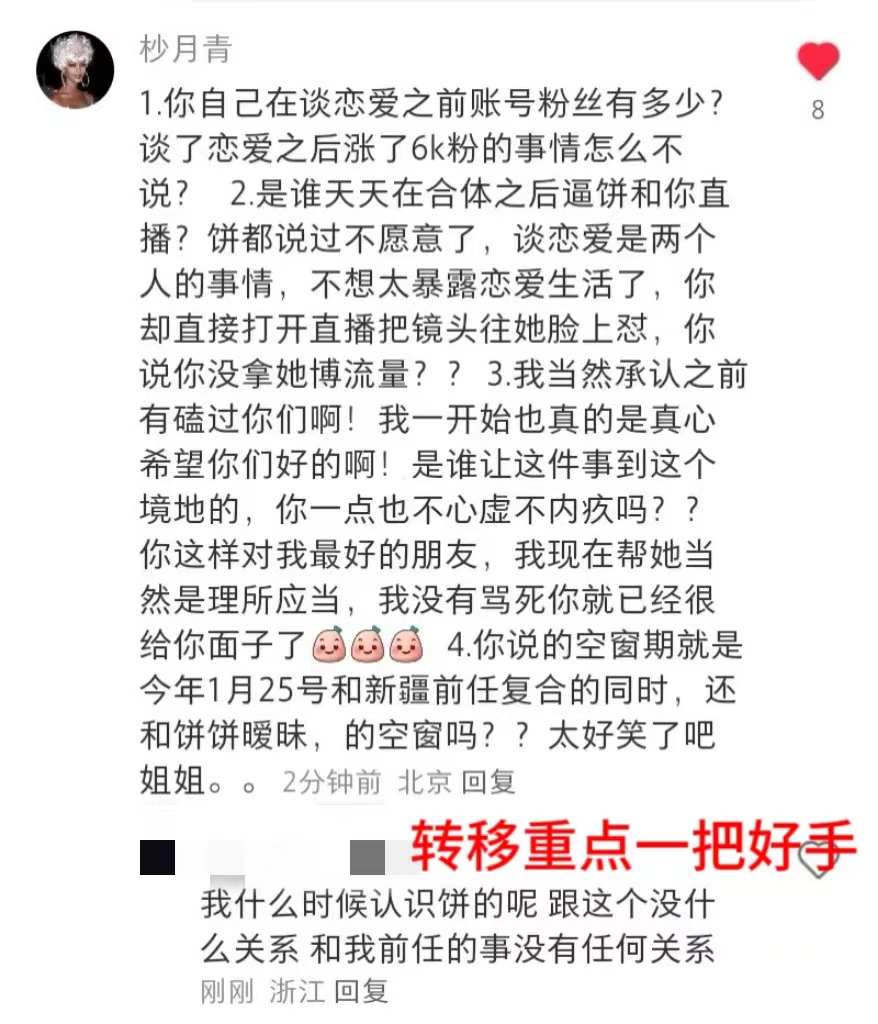 杪月青
1.你自己在谈恋爱之前账号粉丝有多少?
谈了恋爱之后涨了6k粉的事情怎么不
说? 2.是谁天天在合体之后逼饼和你直
播? 饼都说过不愿意了，谈恋爱是两个
人的事情，不想太暴露恋爱生活了，你
却直接打开直播把镜头往她脸上怼，你
说你没拿她博流量? ? 3.我当然承认之前
有磕过你们啊! 我一开始也真的是真心
希望你们好的啊! 是谁让这件事到这个
境地的，你一点也不心虚不内疚吗? ?
你这样对我最好的朋友，我现在帮她当
然是理所应当，我没有骂死你就已经很
给你面子了 4.你说的空窗期就是
今年1月25号和新疆前任复合的同时，还
和饼饼暧昧，的空窗吗? ? 太好笑了吧
姐姐。。 2分钟前 北京 回复
8
转移重点一把好手
我什么时候认识饼的呢 跟这个没什
么关系 和我前任的事没有任何关系
刚刚 浙江 回复